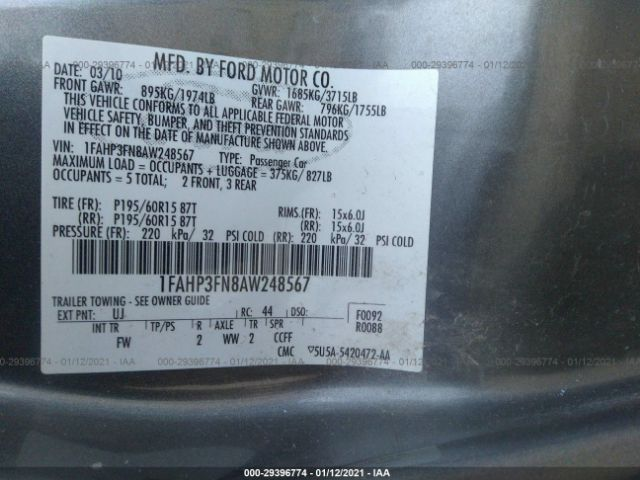 000-29396774 - 01/12/2021 - IAA
MFD. BY FORD MOTOR CO.
DATE: 03/10
FRONT GAWR: 895KG/1974LB
GVWR: 1685KG/3715LB
REAR GAWR: 796KG/1755LB
THIS VEHICLE CONFORMS TO ALL APPLICABLE FEDERAL MOTOR
VEHICLE SAFETY, BUMPER, AND THEFT PREVENTION STANDARDS
IN EFFECT ON THE DATE OF MANUFACTURE SHOWN ABOVE.
VIN: 1FAHP3FN8AW248567 TYPE: Passenger Car
MAXIMUM LOAD = OCCUPANTS + LUGGAGE = 375KG/ 827LB
OCCUPANTS = 5 TOTAL; 2 FRONT, 3 REAR
TIRE (FR): P195/60R15 87T RIMS.(FR): 15x6.0J
(RR): P195/60R15 87T (RR): 15x6.0J
PRESSURE (FR): 220 kPa/ 32 PSI COLD (RR): 220 kPa/ 32 PSI COLD
1FAHP3FN8AW248567
TRAILER TOWING - SEE OWNER GUIDE
EXT PNT: UJ RC: 44 DSO: F0092
R0088
INT TR TP/PS R AXLE TR SPR
FW 2 WW 2 CCFF
CMC 5U5A-5420472-AA
000-29396774 - 01/12/2021 - IAA